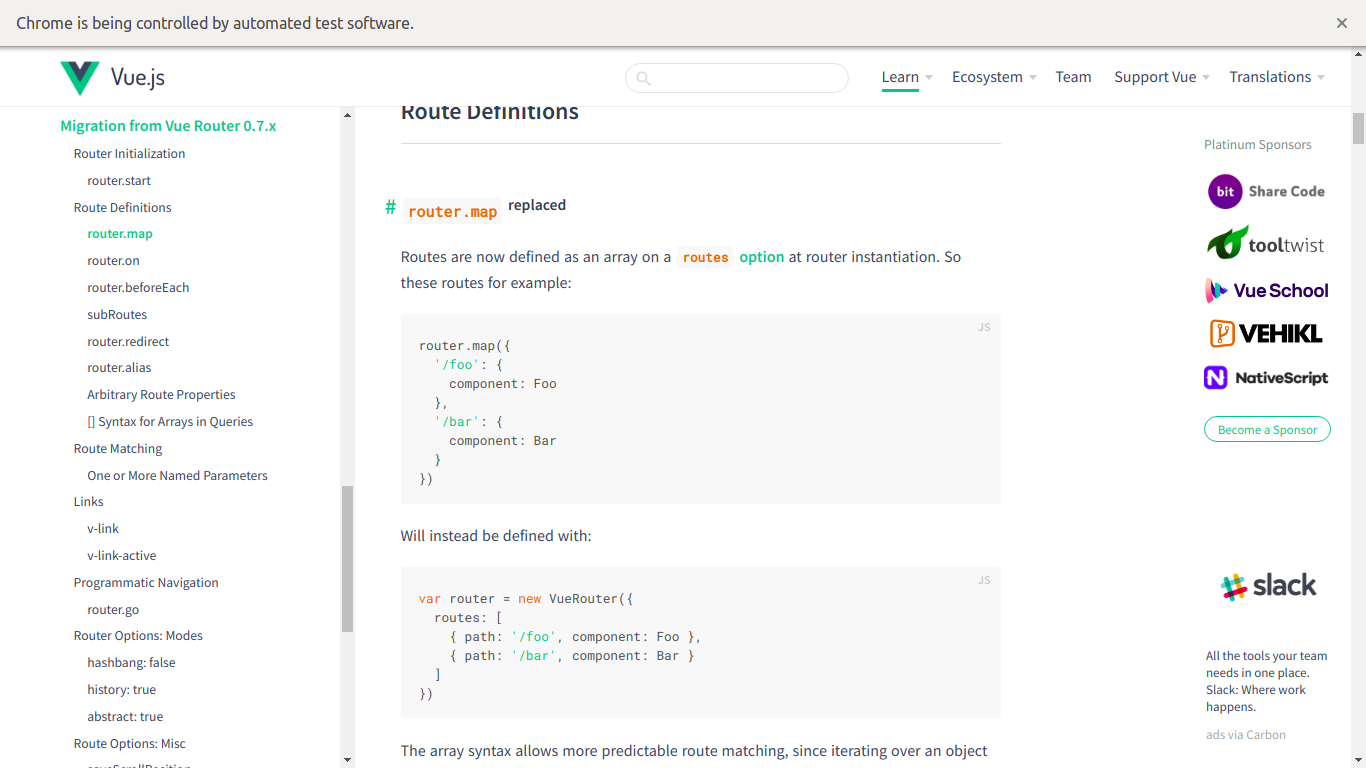 Chrome is being controlled by automated test software.
Vue.js
Learn
Ecosystem
Team
Support Vue
Translations
Migration from Vue Router 0.7.x
Router Initialization
router.start
Route Definitions
router.map
router.on
router.beforeEach
subRoutes
router.redirect
router.alias
Arbitrary Route Properties
[] Syntax for Arrays in Queries
Route Matching
One or More Named Parameters
Links
v-link
v-link-active
Programmatic Navigation
router.go
Router Options: Modes
hashbang: false
history: true
abstract: true
Route Options: Misc
saveScrollPosition
Route Definitions
# router.map replaced
Routes are now defined as an array on a routes option at router instantiation. So
these routes for example:
JS
router.map({
  '/foo': {
    component: Foo
  },
  '/bar': {
    component: Bar
  }
})
Will instead be defined with:
JS
var router = new VueRouter({
  routes: [
    { path: '/foo', component: Foo },
    { path: '/bar', component: Bar }
  ]
})
The array syntax allows more predictable route matching, since iterating over an object
Platinum Sponsors
bit Share Code
tooltwist
Vue School
VEHIKL
NativeScript
Become a Sponsor
slack
All the tools your team
needs in one place.
Slack: Where work
happens.
ads via Carbon